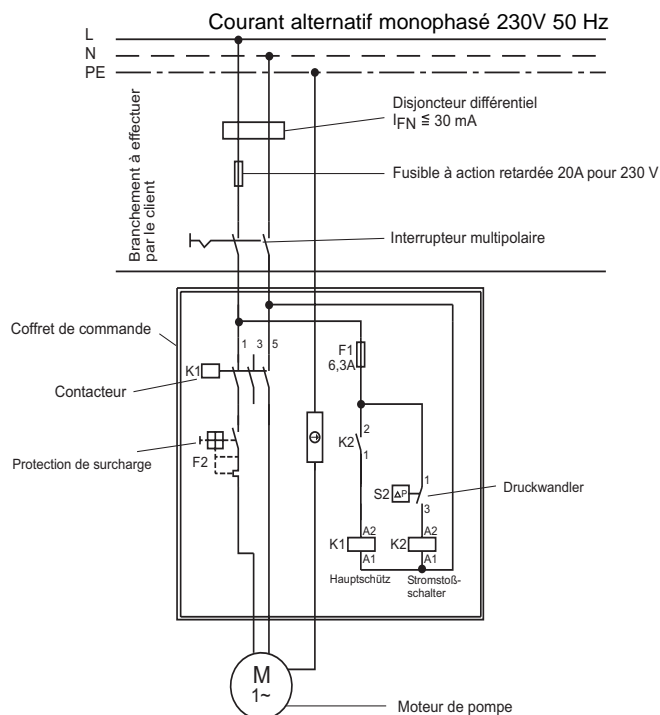 Courant alternatif monophasé 230V 50 Hz
L
N
PE
Branchement à effectuer
par le client
Disjoncteur différentiel
IFN ≦ 30 mA
Fusible à action retardée 20A pour 230 V
Interrupteur multipolaire
Coffret de commande
1 3 5
F1
6,3A
K1
Contacteur
2
K2
1
Protection de surcharge
F2
S2
ΔP
1
3
Druckwandler
K1
A2
A1
K2
A2
A1
Hauptschütz
Stromstoß-
schalter
M
1~
Moteur de pompe